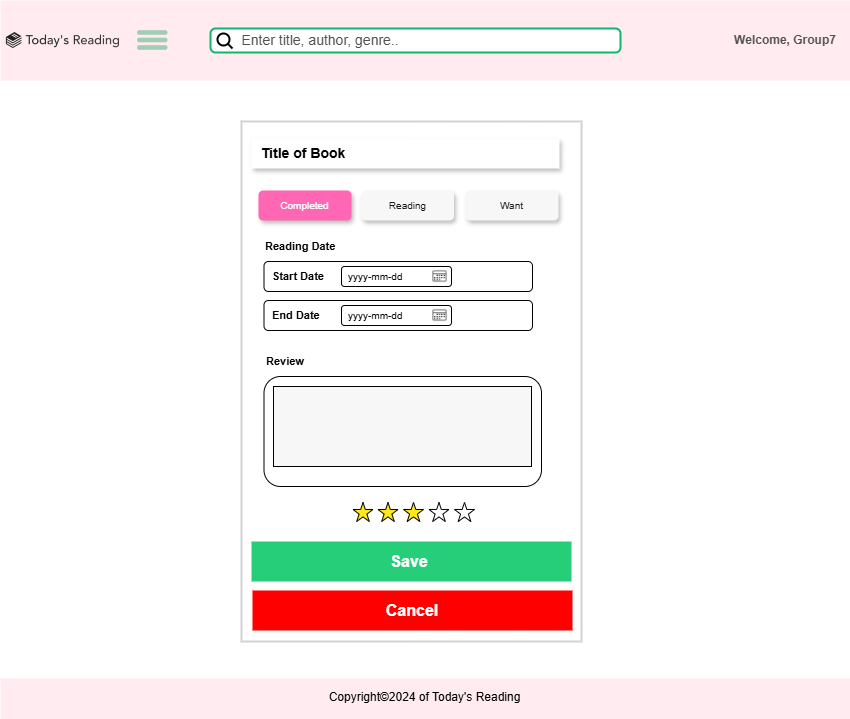 Today's Reading
Enter title, author, genre..
Welcome, Group7
Title of Book
Completed
Reading
Want
Reading Date
Start Date
yyyy-mm-dd
End Date
yyyy-mm-dd
Review
Save
Cancel
Copyright©2024 of Today's Reading